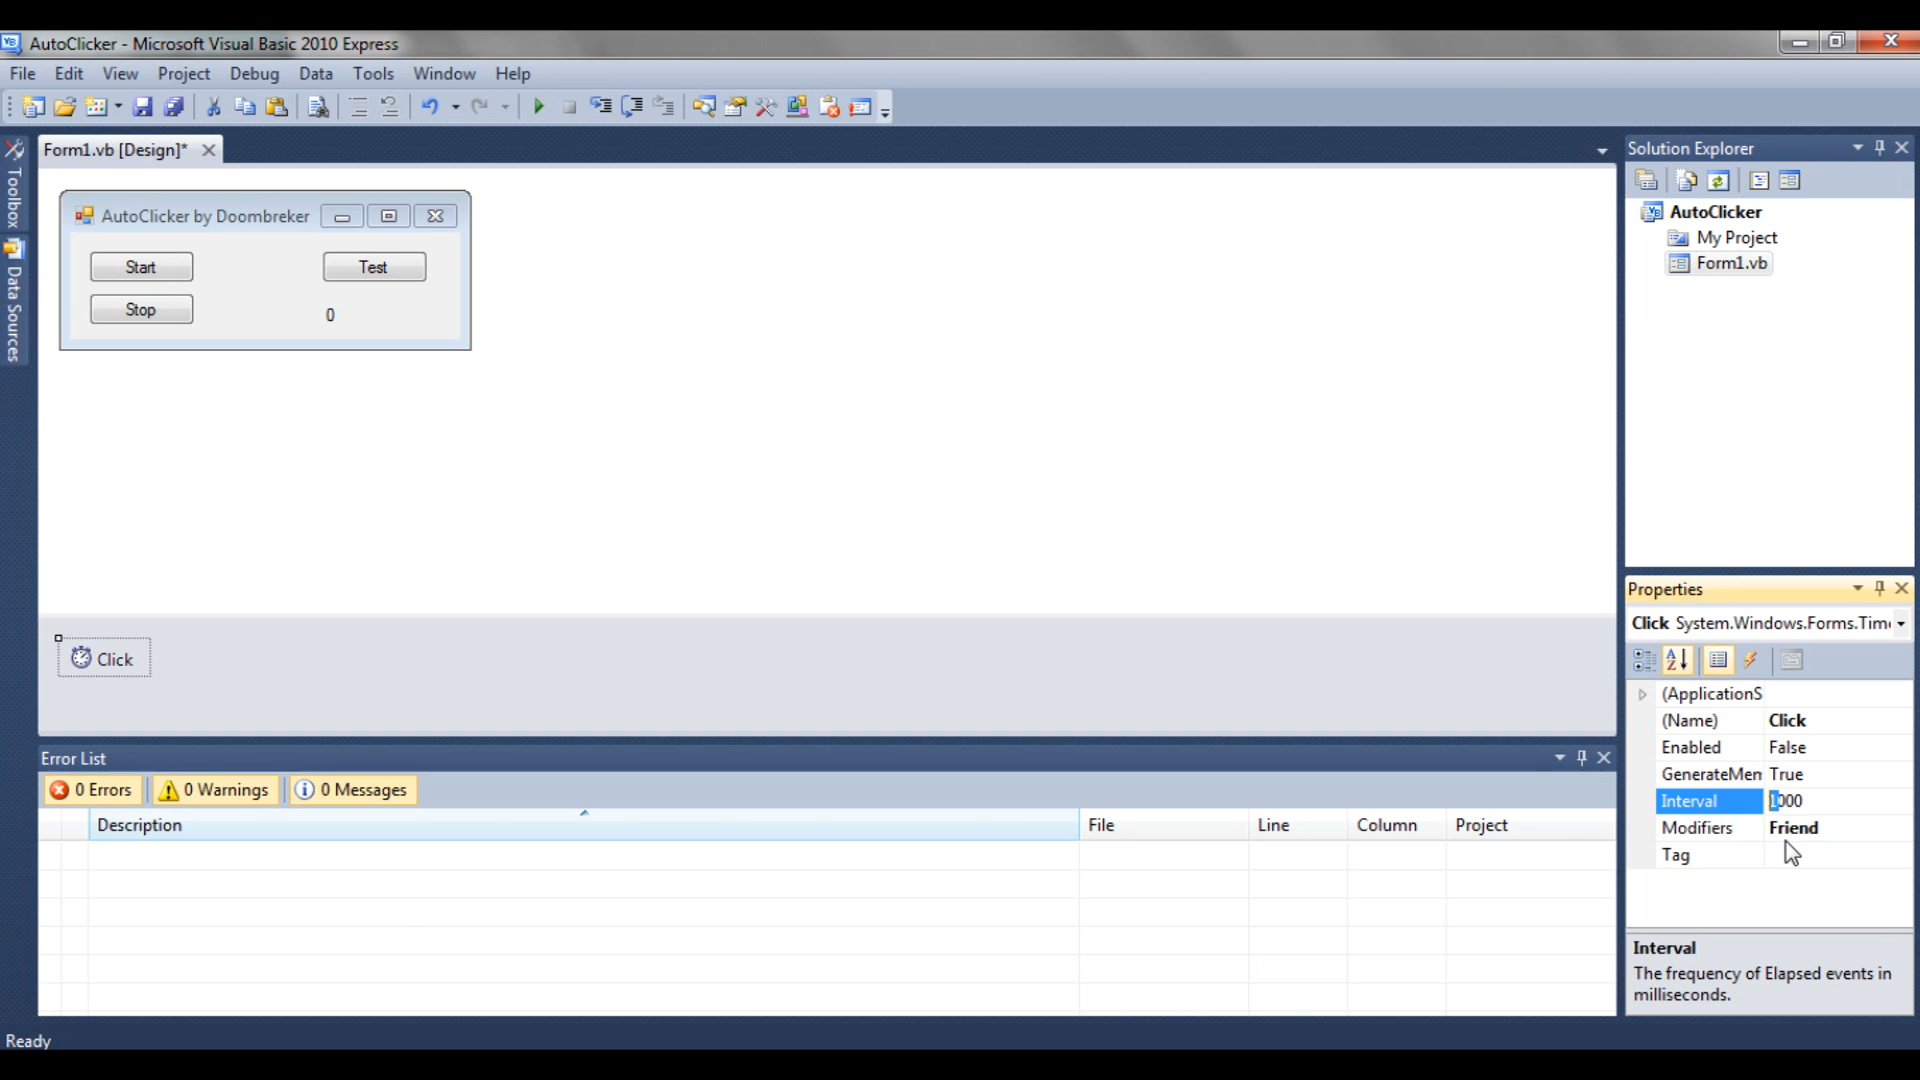 AutoClicker - Microsoft Visual Basic 2010 Express
File Edit View Project Debug Data Tools Window Help
Toolbox
Data Sources
Form1.vb [Design]*
AutoClicker by Doombreker
Start
Test
Stop
0
Click
Solution Explorer
AutoClicker
My Project
Form1.vb
Properties
Click System.Windows.Forms.Time
(ApplicationS
(Name) Click
Enabled False
GenerateMem True
Interval 1000
Modifiers Friend
Tag
Interval
The frequency of Elapsed events in
milliseconds.
Error List
0 Errors 0 Warnings 0 Messages
Description File Line Column Project
Ready